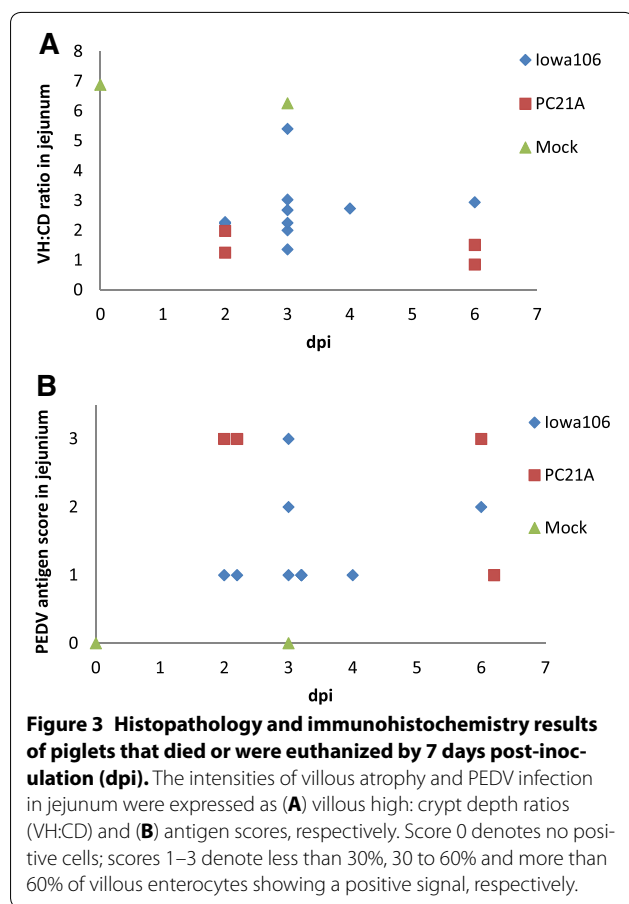 A
VH:CD ratio in jejunum
8
7
6
5
4
3
2
1
0
0 1 2 3 4 5 6 7
dpi
Iowa106
PC21A
Mock
B
PEDV antigen score in jejunium
3
2
1
0
0 1 2 3 4 5 6 7
dpi
Iowa106
PC21A
Mock
Figure 3 Histopathology and immunohistochemistry results
of piglets that died or were euthanized by 7 days post-inoc-
ulation (dpi). The intensities of villous atrophy and PEDV infection
in jejunum were expressed as (A) villous high: crypt depth ratios
(VH:CD) and (B) antigen scores, respectively. Score 0 denotes no posi-
tive cells; scores 1–3 denote less than 30%, 30 to 60% and more than
60% of villous enterocytes showing a positive signal, respectively.